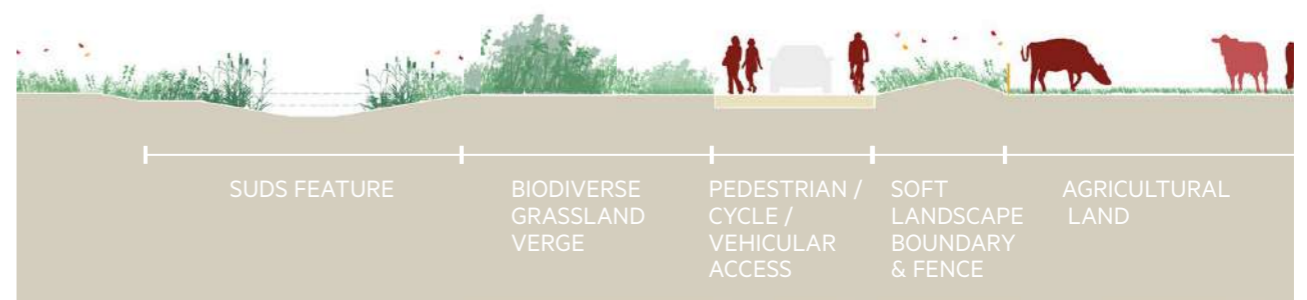 SUDS FEATURE
BIODIVERSE
GRASSLAND
VERGE
PEDESTRIAN /
CYCLE /
VEHICULAR
ACCESS
SOFT
LANDSCAPE
BOUNDARY
& FENCE
AGRICULTURAL
LAND